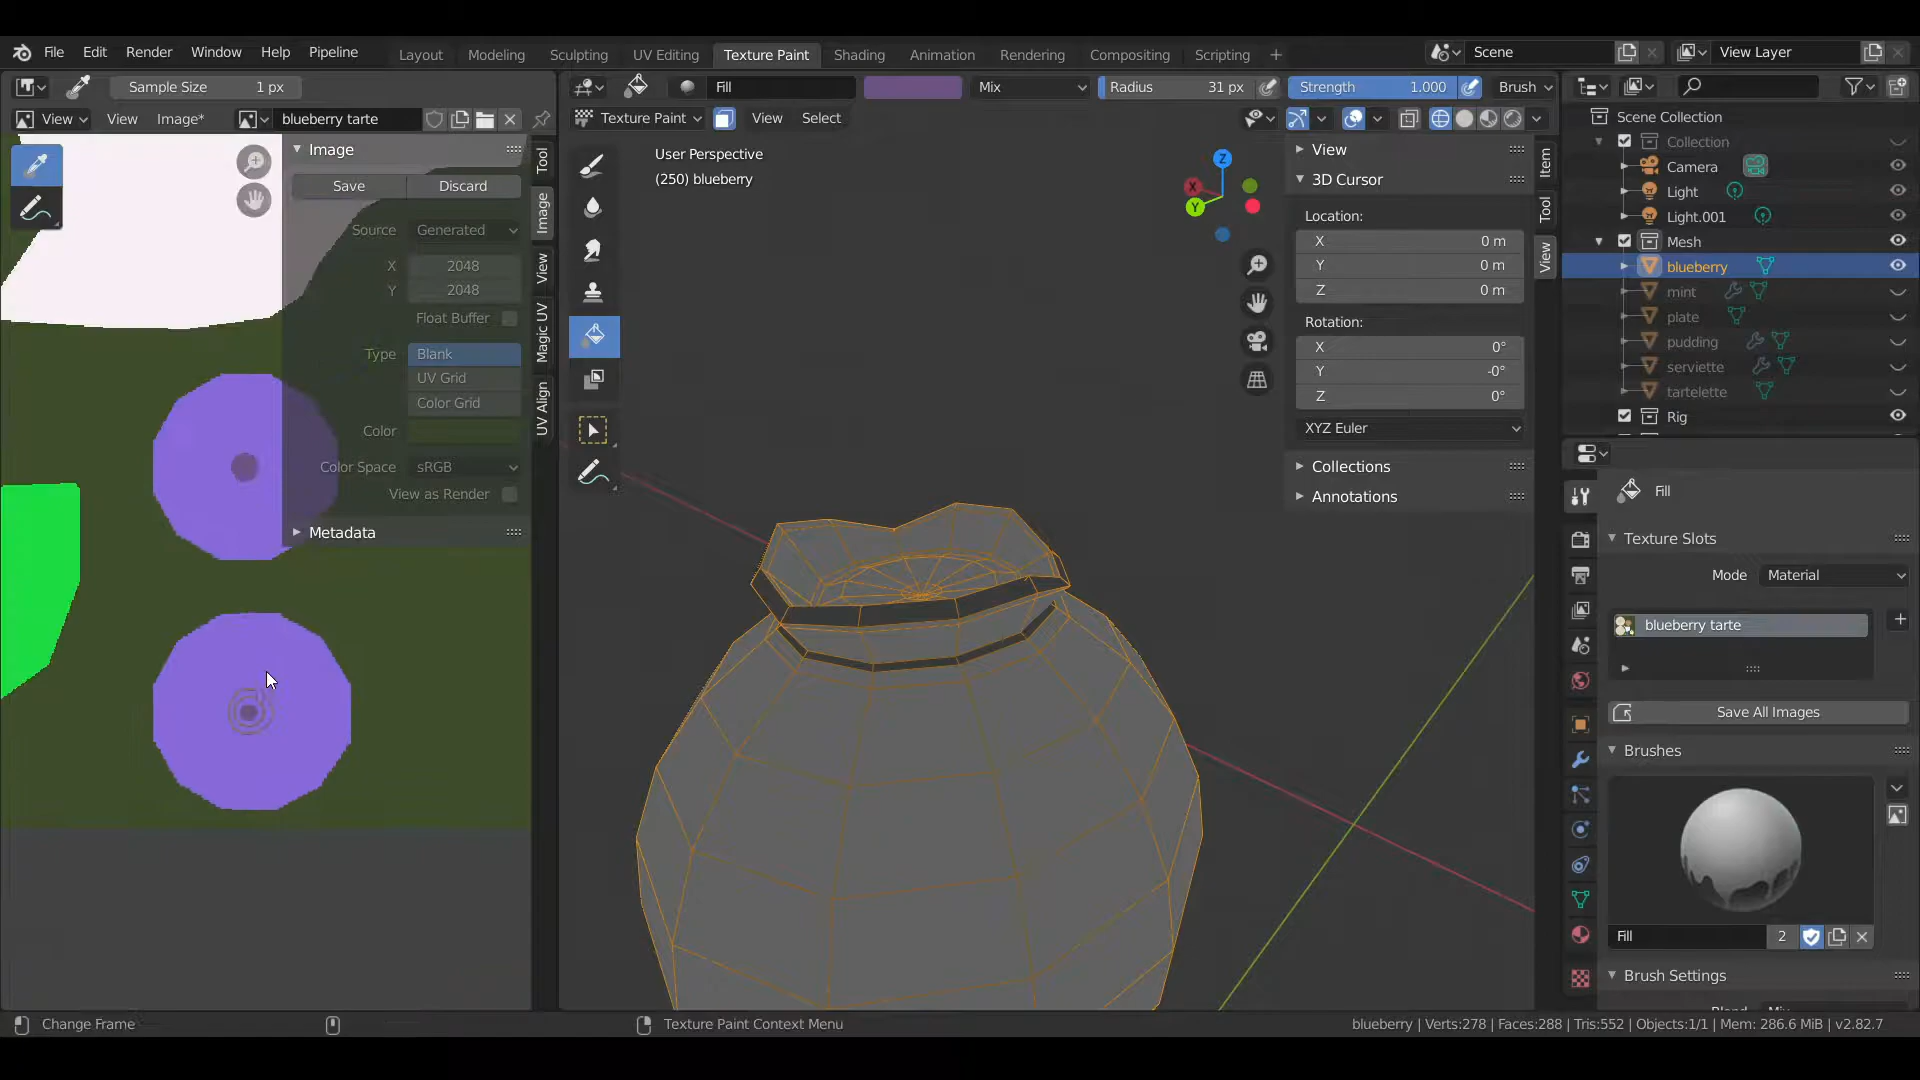 File Edit Render Window Help Pipeline
Layout Modeling Sculpting UV Editing Texture Paint Shading Animation Rendering Compositing Scripting +
Scene
View Layer
Sample Size 1 px
Fill
Mix
Radius 31 px
Strength 1.000
Brush
View View Image*
blueberry tarte
Texture Paint View Select
Image
Save Discard
Source Generated
X 2048
Y 2048
Float Buffer
Type Blank
UV Grid
Color Grid
Color
Color Space sRGB
View as Render
Metadata
Tool
Image
View
Magic UV
UV Align
User Perspective
(250) blueberry
Z
X
Y
View
3D Cursor
Location:
X 0 m
Y 0 m
Z 0 m
Rotation:
X 0°
Y -0°
Z 0°
XYZ Euler
Collections
Annotations
Item
Tool
View
Scene Collection
Collection
Camera
Light
Light.001
Mesh
blueberry
mint
plate
pudding
serviette
tartelette
Rig
Fill
Texture Slots
Mode Material
blueberry tarte
Save All Images
Brushes
Fill 2
Brush Settings
Change Frame
Texture Paint Context Menu
blueberry | Verts:278 | Faces:288 | Tris:552 | Objects:1/1 | Mem: 286.6 MiB | v2.82.7